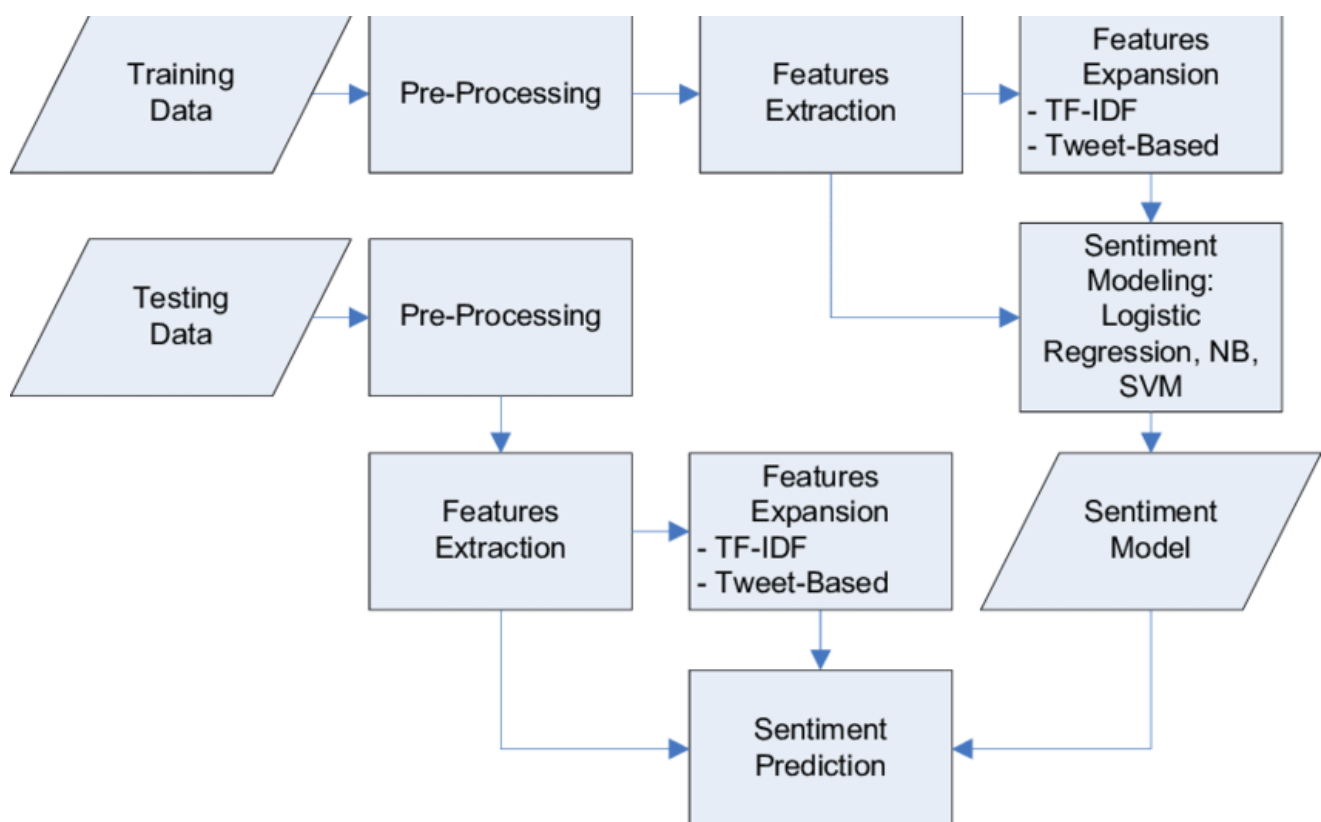 Training
Data
Pre-Processing
Features
Extraction
Features
Expansion
- TF-IDF
- Tweet-Based
Testing
Data
Pre-Processing
Sentiment
Modeling:
Logistic
Regression, NB,
SVM
Features
Extraction
Features
Expansion
- TF-IDF
- Tweet-Based
Sentiment
Model
Sentiment
Prediction